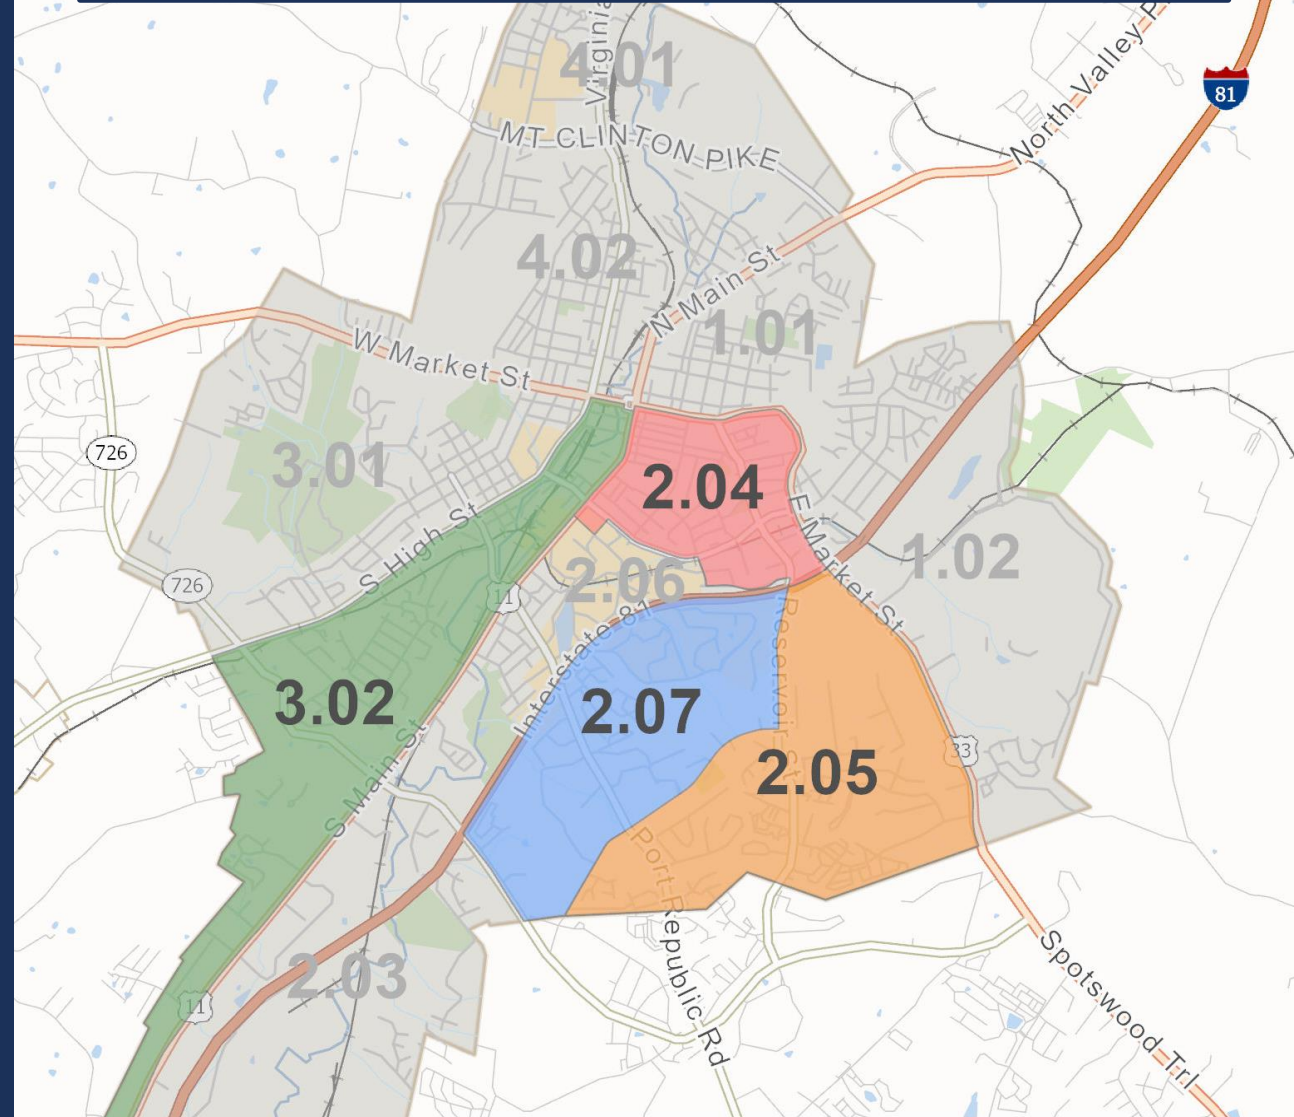 4.01
Virginia
81
North Valley P
MT CLINTON PIKE
4.02
N Main St
1.01
W Market St
726
3.01
2.04
E Market St
S High St
1.02
726
2.06
11
Interstate 81
Reservoir St
3.02
2.07
33
2.05
S Main St
Port Republic Rd
2.03
11
Spotswood Trl